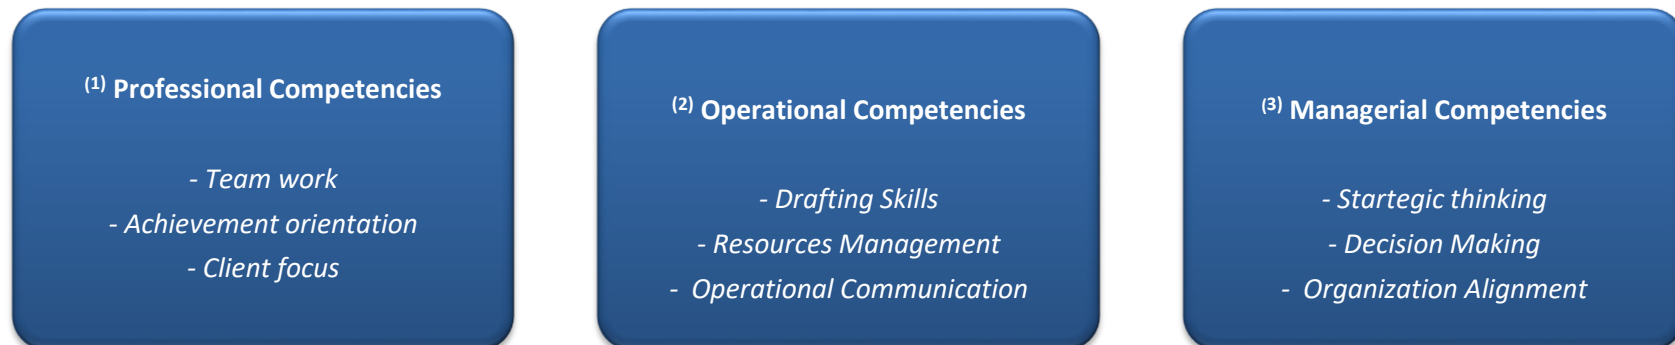 (1) Professional Competencies
- Team work
- Achievement orientation
- Client focus
(2) Operational Competencies
- Drafting Skills
- Resources Management
- Operational Communication
(3) Managerial Competencies
- Startegic thinking
- Decision Making
- Organization Alignment